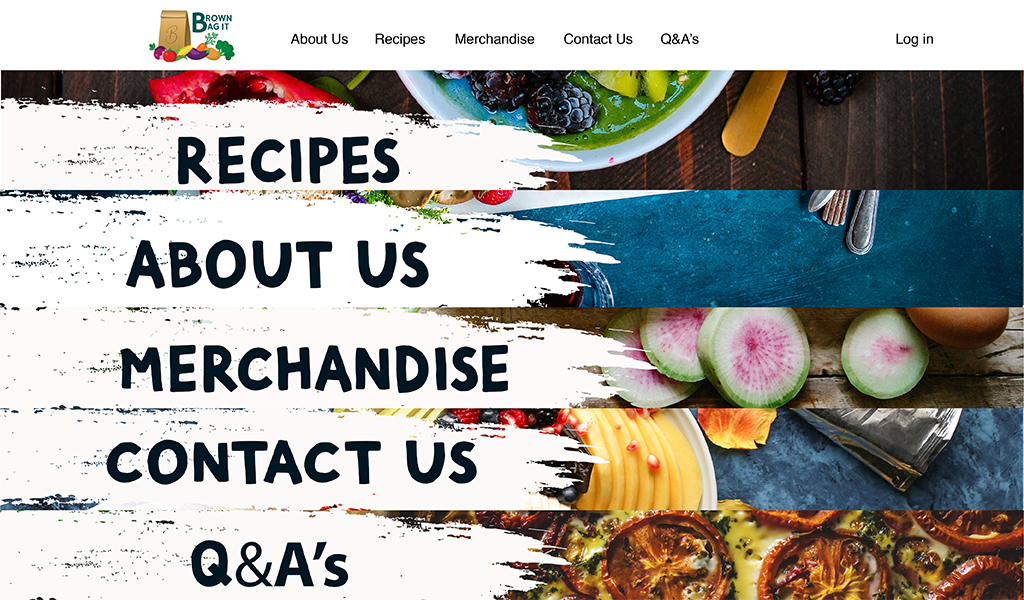 BROWN
BAG IT
About Us Recipes Merchandise Contact Us Q&A's Log in
RECIPES
ABOUT US
MERCHANDISE
CONTACT US
Q&A's